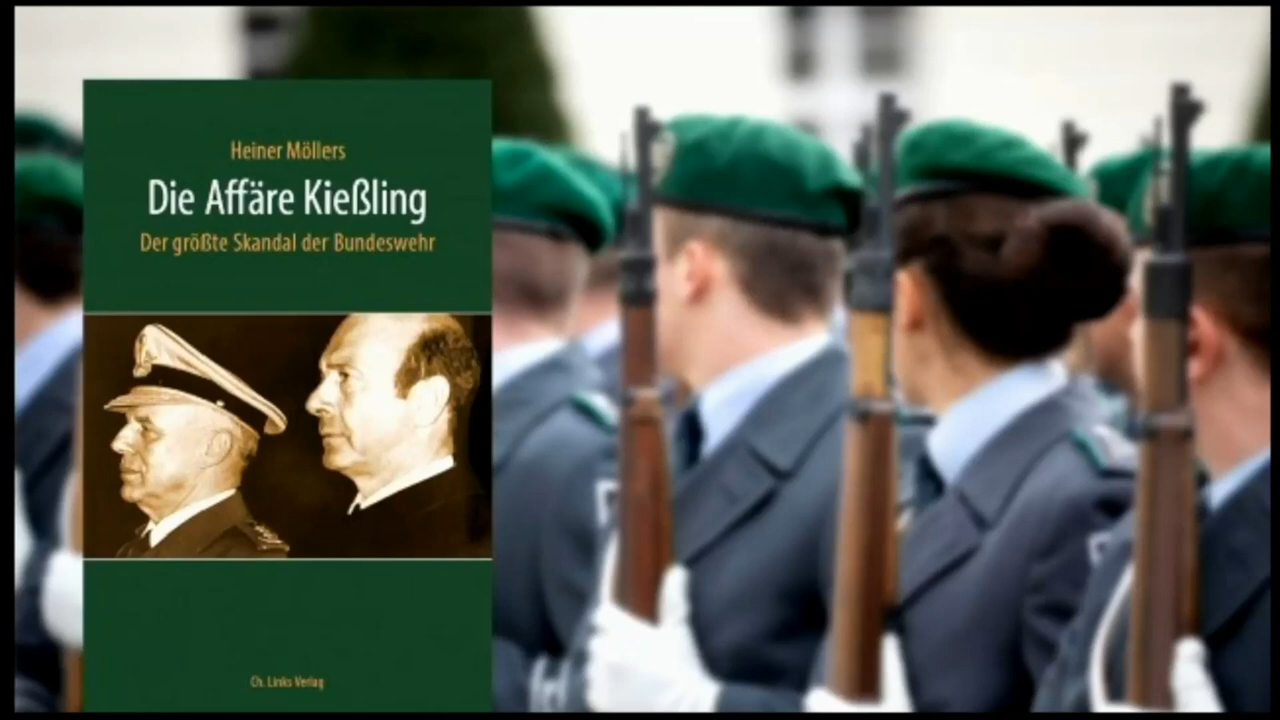 Heiner Möllers
Die Affäre Kießling
Der größte Skandal der Bundeswehr
Ch. Links Verlag